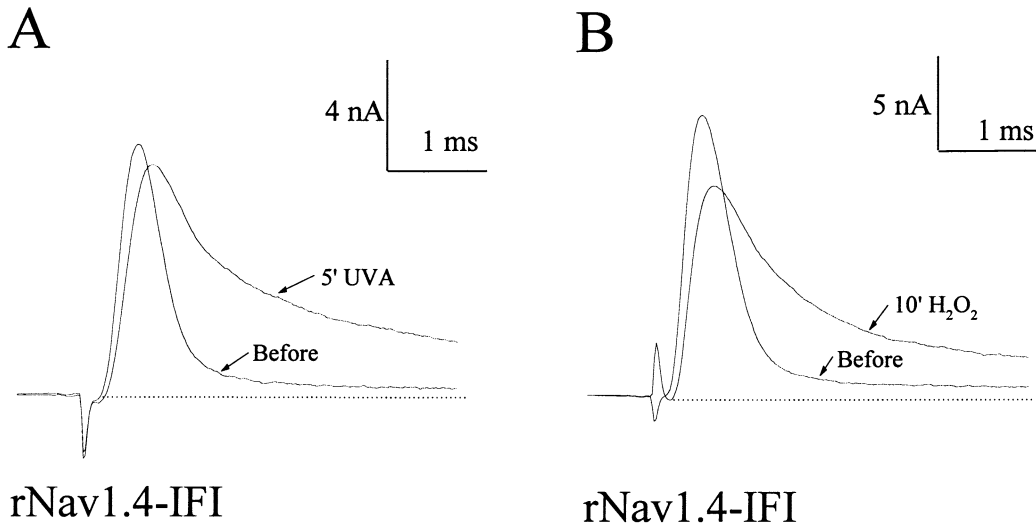 A
4 nA
1 ms
5' UVA
Before
rNav1.4-IFI
B
5 nA
1 ms
10' H₂O₂
Before
rNav1.4-IFI